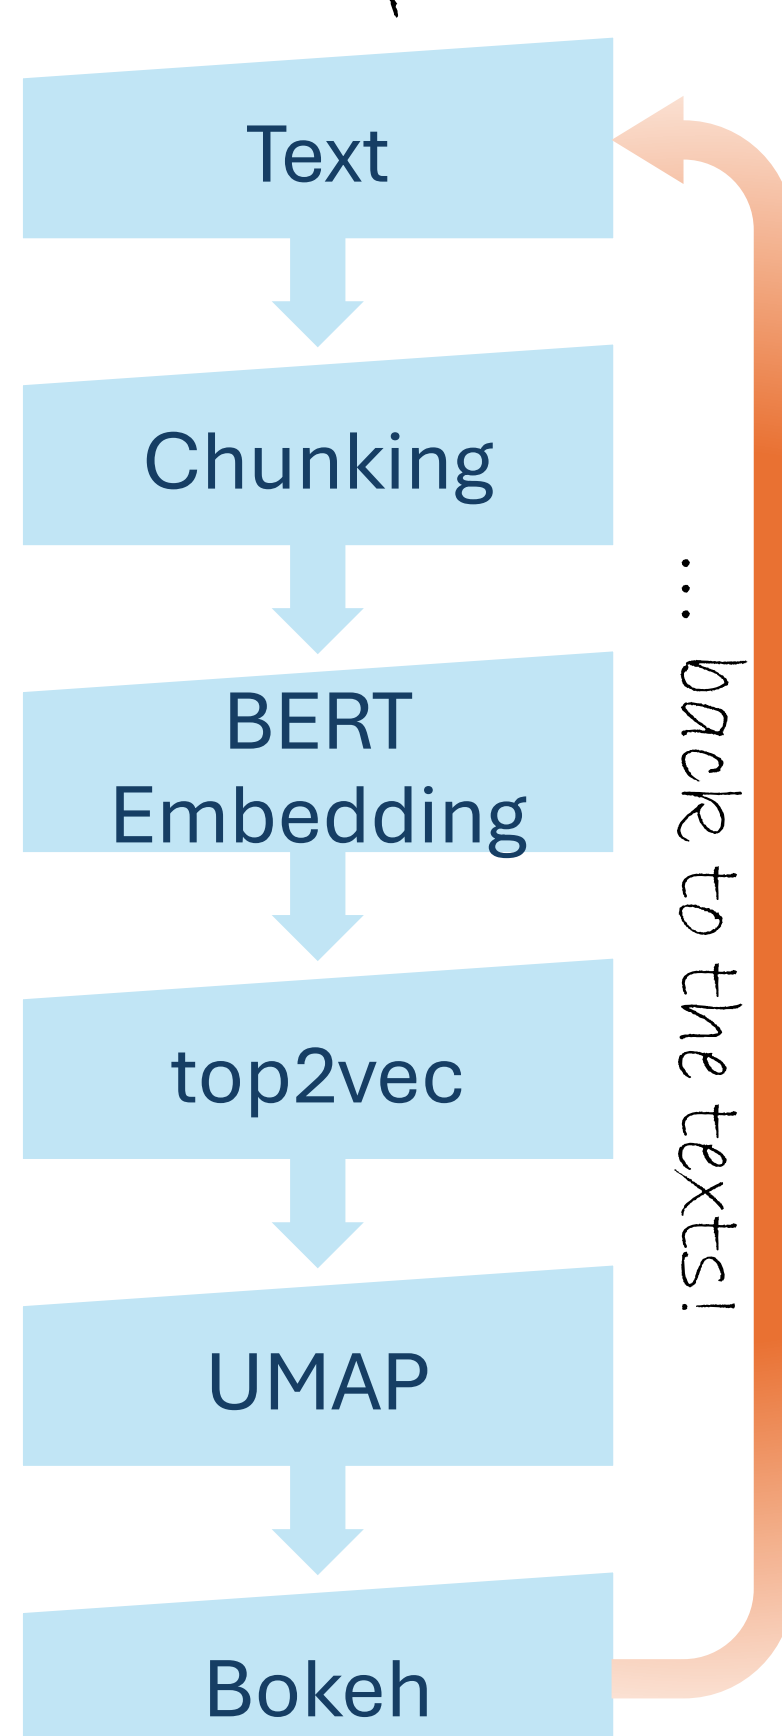 Text
Chunking
BERT
Embedding
top2vec
UMAP
Bokeh
... back to the texts!